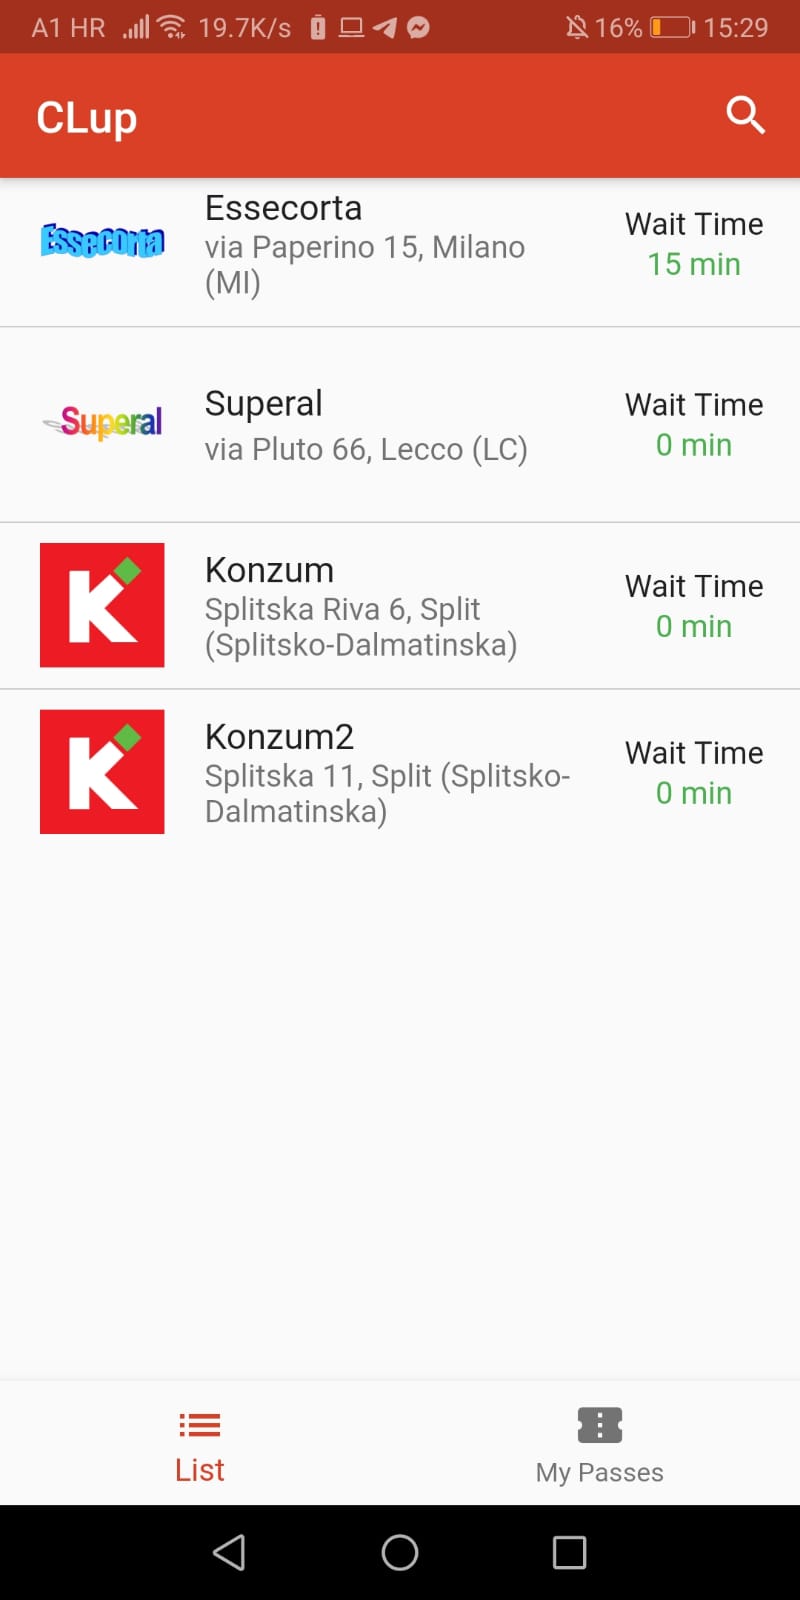 A1 HR 19.7K/s 16% 15:29
CLup
Essecorta
Essecorta
via Paperino 15, Milano
(MI)
Wait Time
15 min
Superal
Superal
via Pluto 66, Lecco (LC)
Wait Time
0 min
K
Konzum
Splitska Riva 6, Split
(Splitsko-Dalmatinska)
Wait Time
0 min
K
Konzum2
Splitska 11, Split (Splitsko-
Dalmatinska)
Wait Time
0 min
List
My Passes